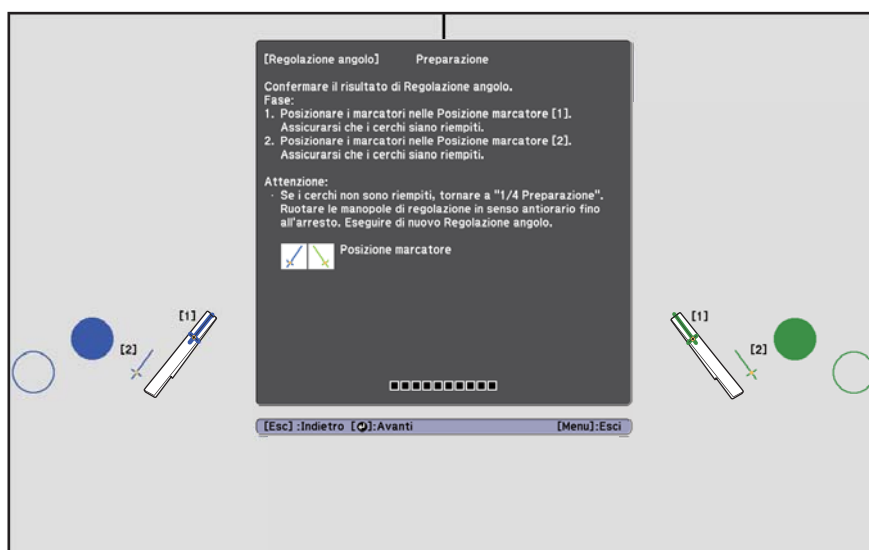 [Regolazione angolo] Preparazione
Confermare il risultato di Regolazione angolo.
Fase:
1. Posizionare i marcatori nelle Posizione marcatore [1].
Assicurarsi che i cerchi siano riempiti.
2. Posizionare i marcatori nelle Posizione marcatore [2].
Assicurarsi che i cerchi siano riempiti.
Attenzione:
· Se i cerchi non sono riempiti, tornare a "1/4 Preparazione".
Ruotare le manopole di regolazione in senso antiorario fino
all'arresto. Eseguire di nuovo Regolazione angolo.
Posizione marcatore
[1]
[2]
[1]
[2]
[Esc] :Indietro [⏎]:Avanti [Menu]:Esci